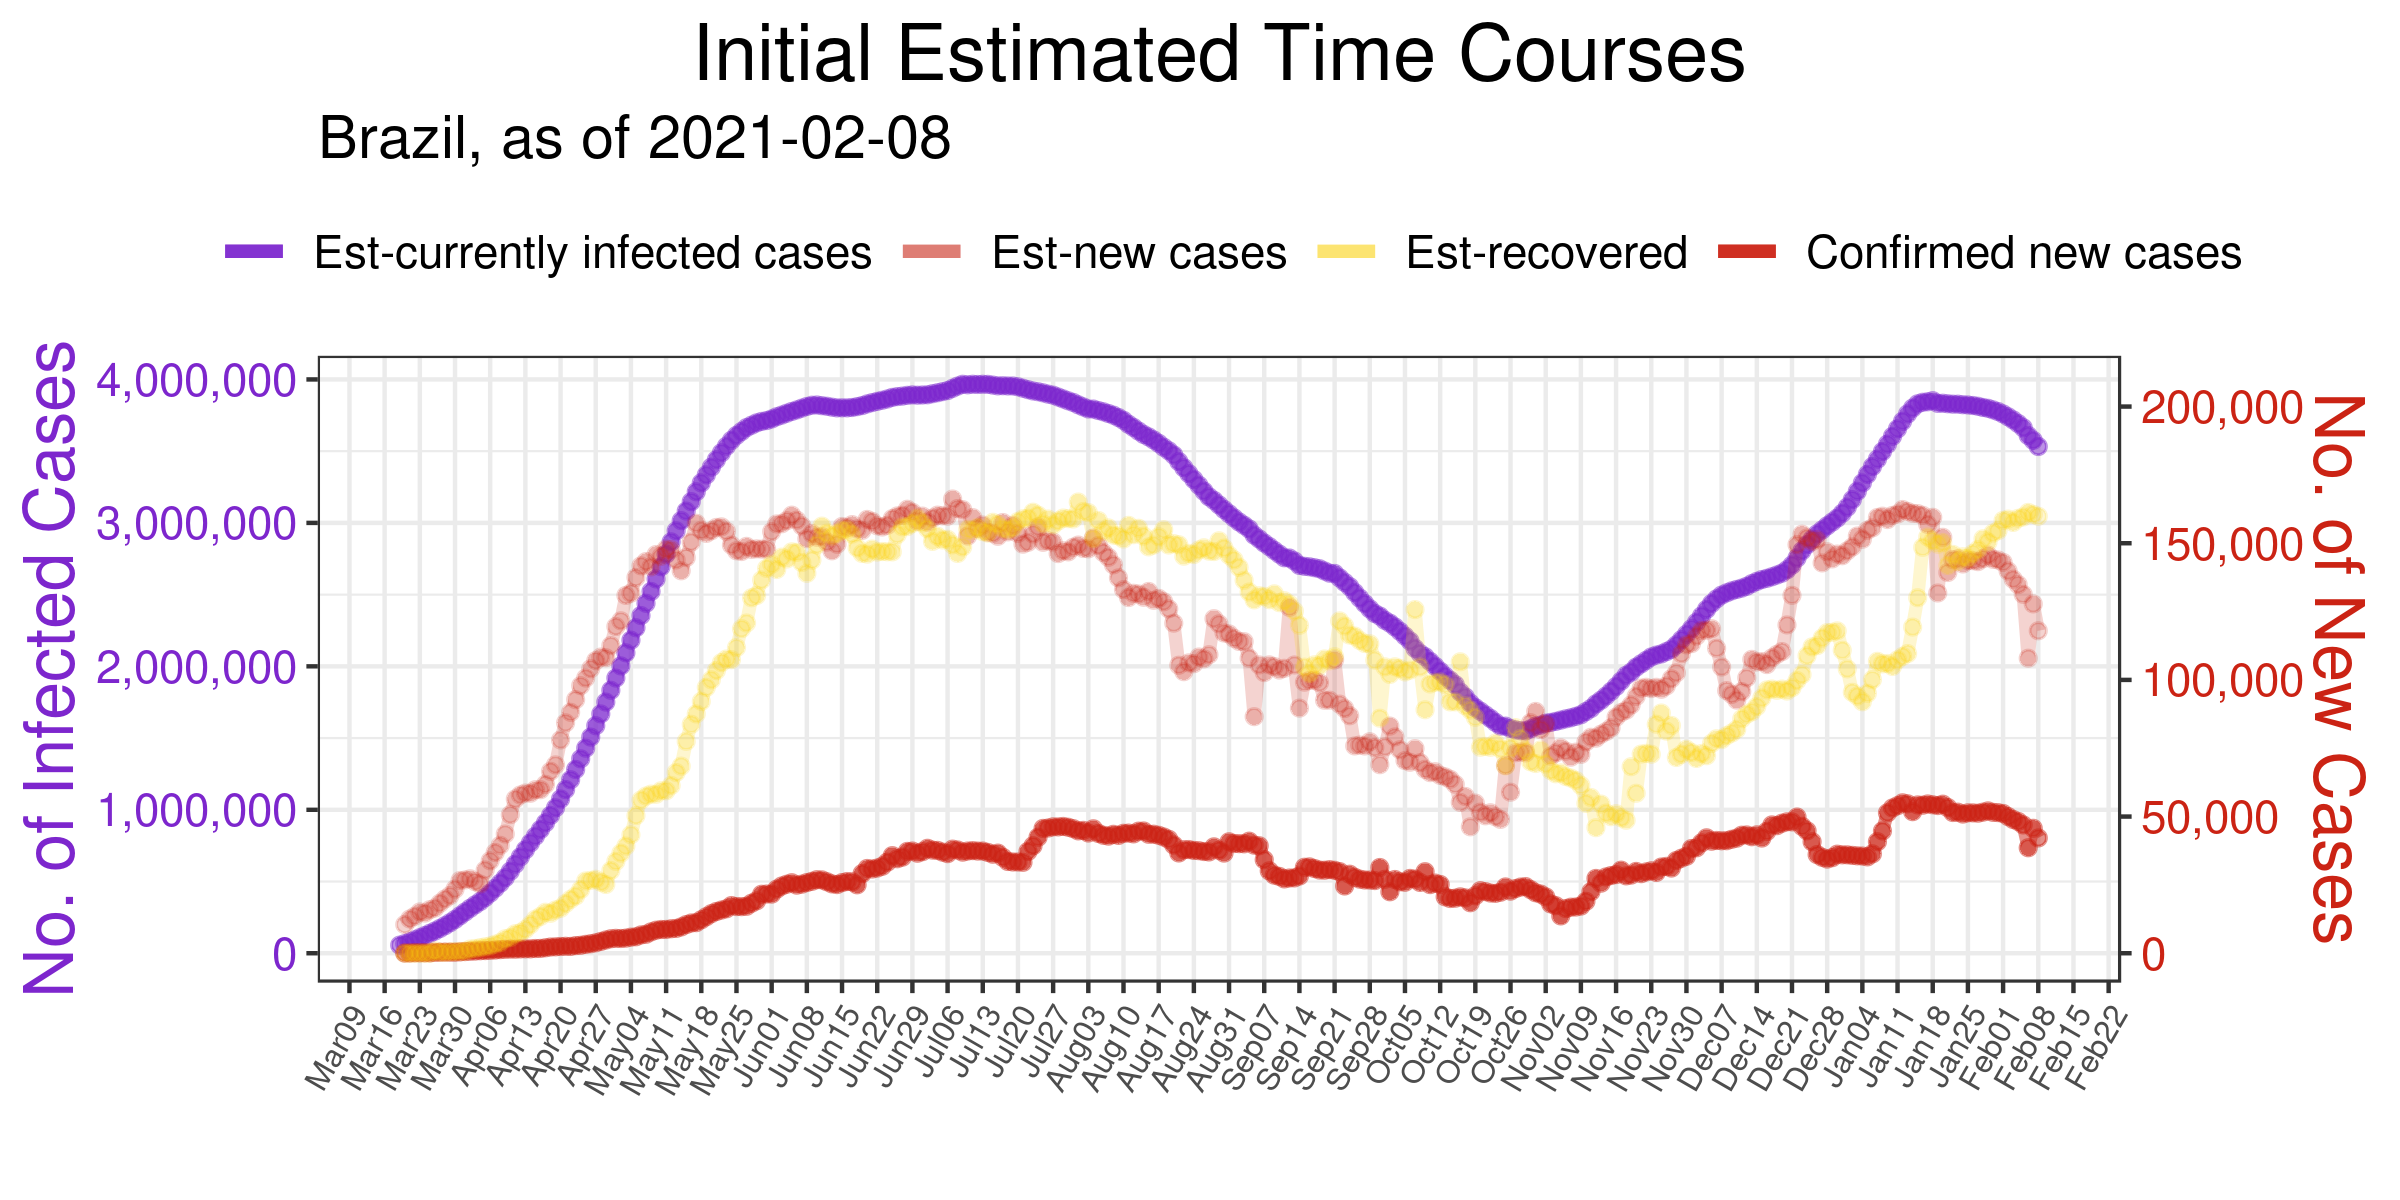 Initial Estimated Time Courses
Brazil, as of 2021-02-08
Est-currently infected cases Est-new cases Est-recovered Confirmed new cases
No. of Infected Cases
4,000,000
3,000,000
2,000,000
1,000,000
0
200,000
150,000
100,000
50,000
0
No. of New Cases
Mar09 Mar16 Mar23 Mar30 Apr06 Apr13 Apr20 Apr27 May04 May11 May18 May25 Jun01 Jun08 Jun15 Jun22 Jun29 Jul06 Jul13 Jul20 Jul27 Aug03 Aug10 Aug17 Aug24 Aug31 Sep07 Sep14 Sep21 Sep28 Oct05 Oct12 Oct19 Oct26 Nov02 Nov09 Nov16 Nov23 Nov30 Dec07 Dec14 Dec21 Dec28 Jan04 Jan11 Jan18 Jan25 Feb01 Feb08 Feb15 Feb22